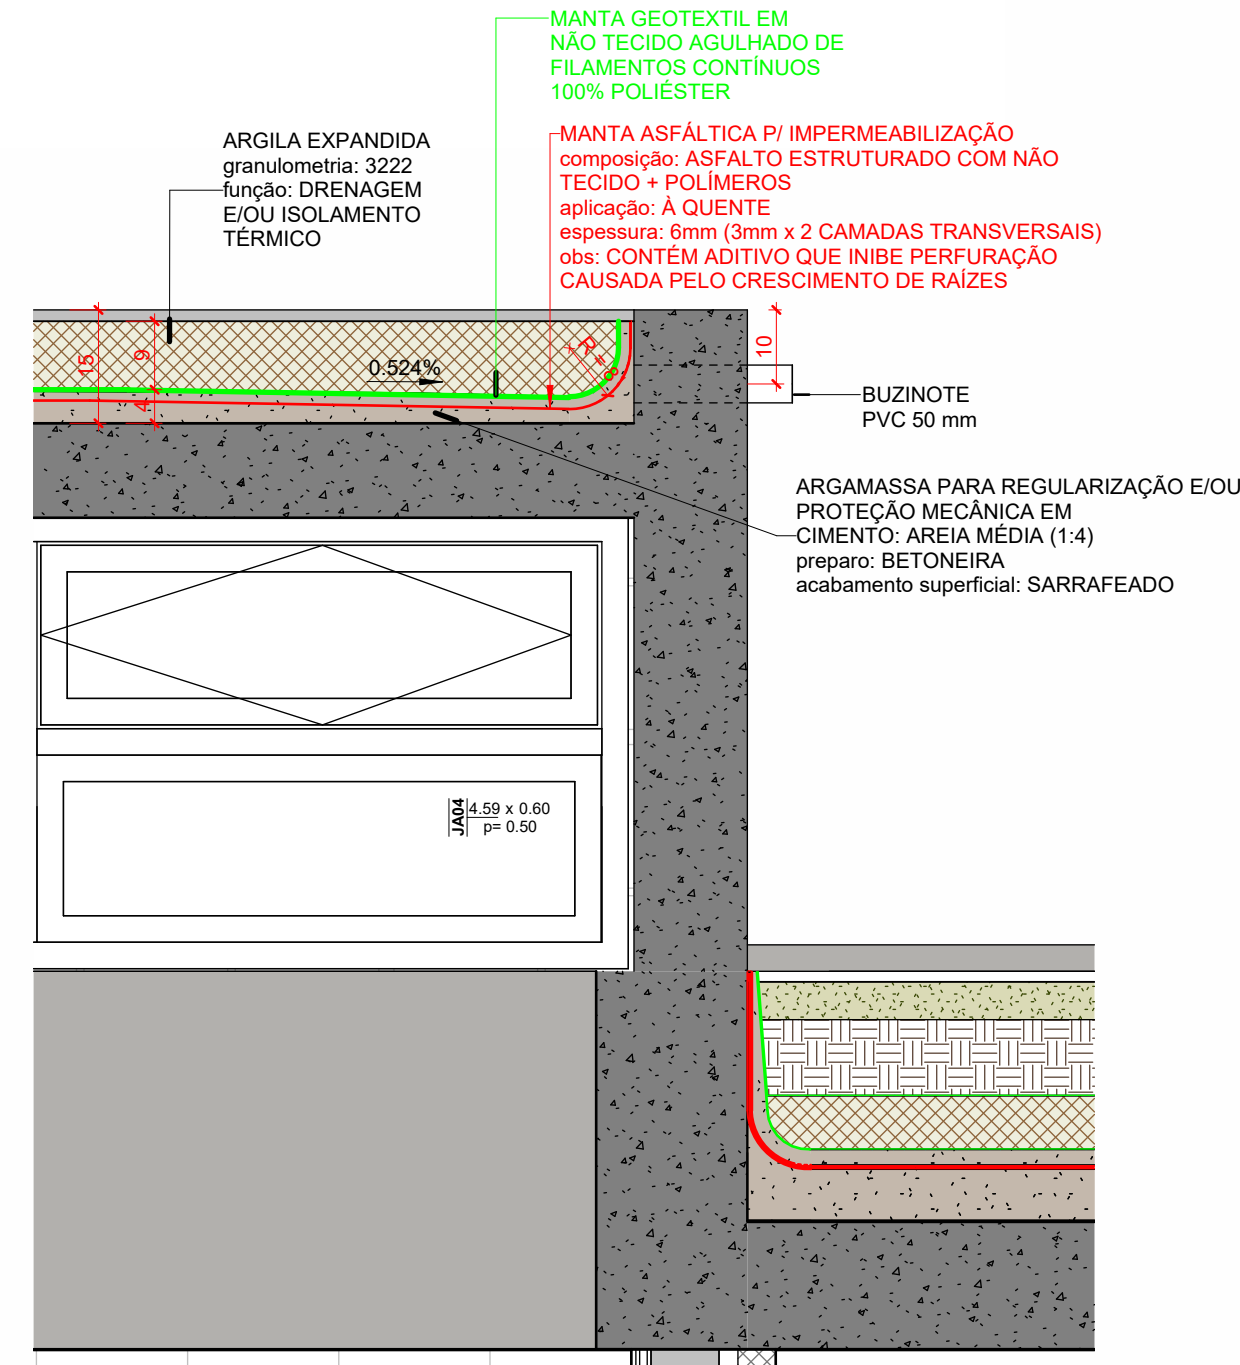 MANTA GEOTEXTIL EM
NÃO TECIDO AGULHADO DE
FILAMENTOS CONTÍNUOS
100% POLIÉSTER
ARGILA EXPANDIDA
granulometria: 3222
função: DRENAGEM
E/OU ISOLAMENTO
TÉRMICO
MANTA ASFÁLTICA P/ IMPERMEABILIZAÇÃO
composição: ASFALTO ESTRUTURADO COM NÃO
TECIDO + POLÍMEROS
aplicação: À QUENTE
espessura: 6mm (3mm x 2 CAMADAS TRANSVERSAIS)
obs: CONTÉM ADITIVO QUE INIBE PERFURAÇÃO
CAUSADA PELO CRESCIMENTO DE RAÍZES
15
9
4
0.524%
R = 8
10
BUZINOTE
PVC 50 mm
ARGAMASSA PARA REGULARIZAÇÃO E/OU
PROTEÇÃO MECÂNICA EM
CIMENTO: AREIA MÉDIA (1:4)
preparo: BETONEIRA
acabamento superficial: SARRAFEADO
JA04
4.59 x 0.60
p= 0.50